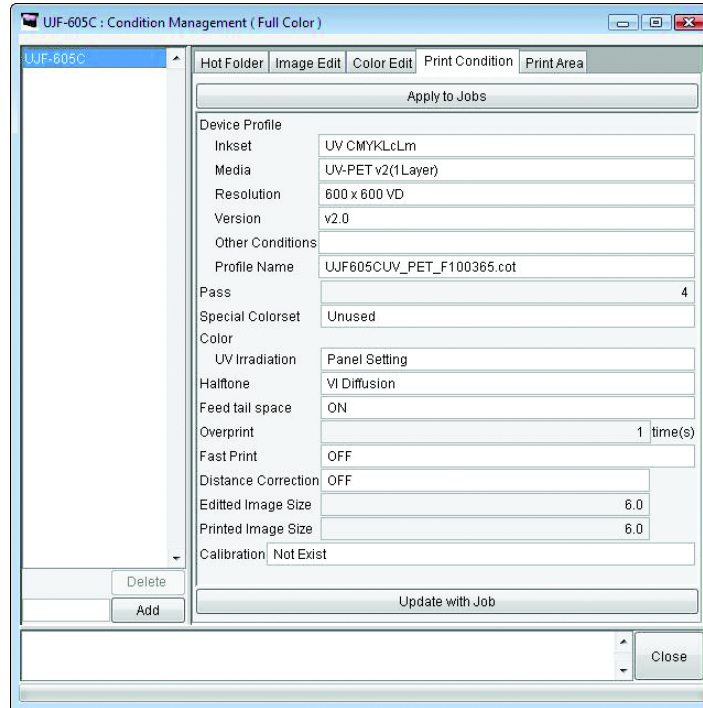 UJF-605C : Condition Management ( Full Color )
UJF-605C
Hot Folder Image Edit Color Edit Print Condition Print Area
Apply to Jobs
Device Profile
Inkset UV CMYKLcLm
Media UV-PET v2(1Layer)
Resolution 600 x 600 VD
Version v2.0
Other Conditions
Profile Name UJF605CUV_PET_F100365.cot
Pass 4
Special Colorset Unused
Color
UV Irradiation Panel Setting
Halftone VI Diffusion
Feed tail space ON
Overprint 1 time(s)
Fast Print OFF
Distance Correction OFF
Editted Image Size 6.0
Printed Image Size 6.0
Calibration Not Exist
Delete
Add
Update with Job
Close